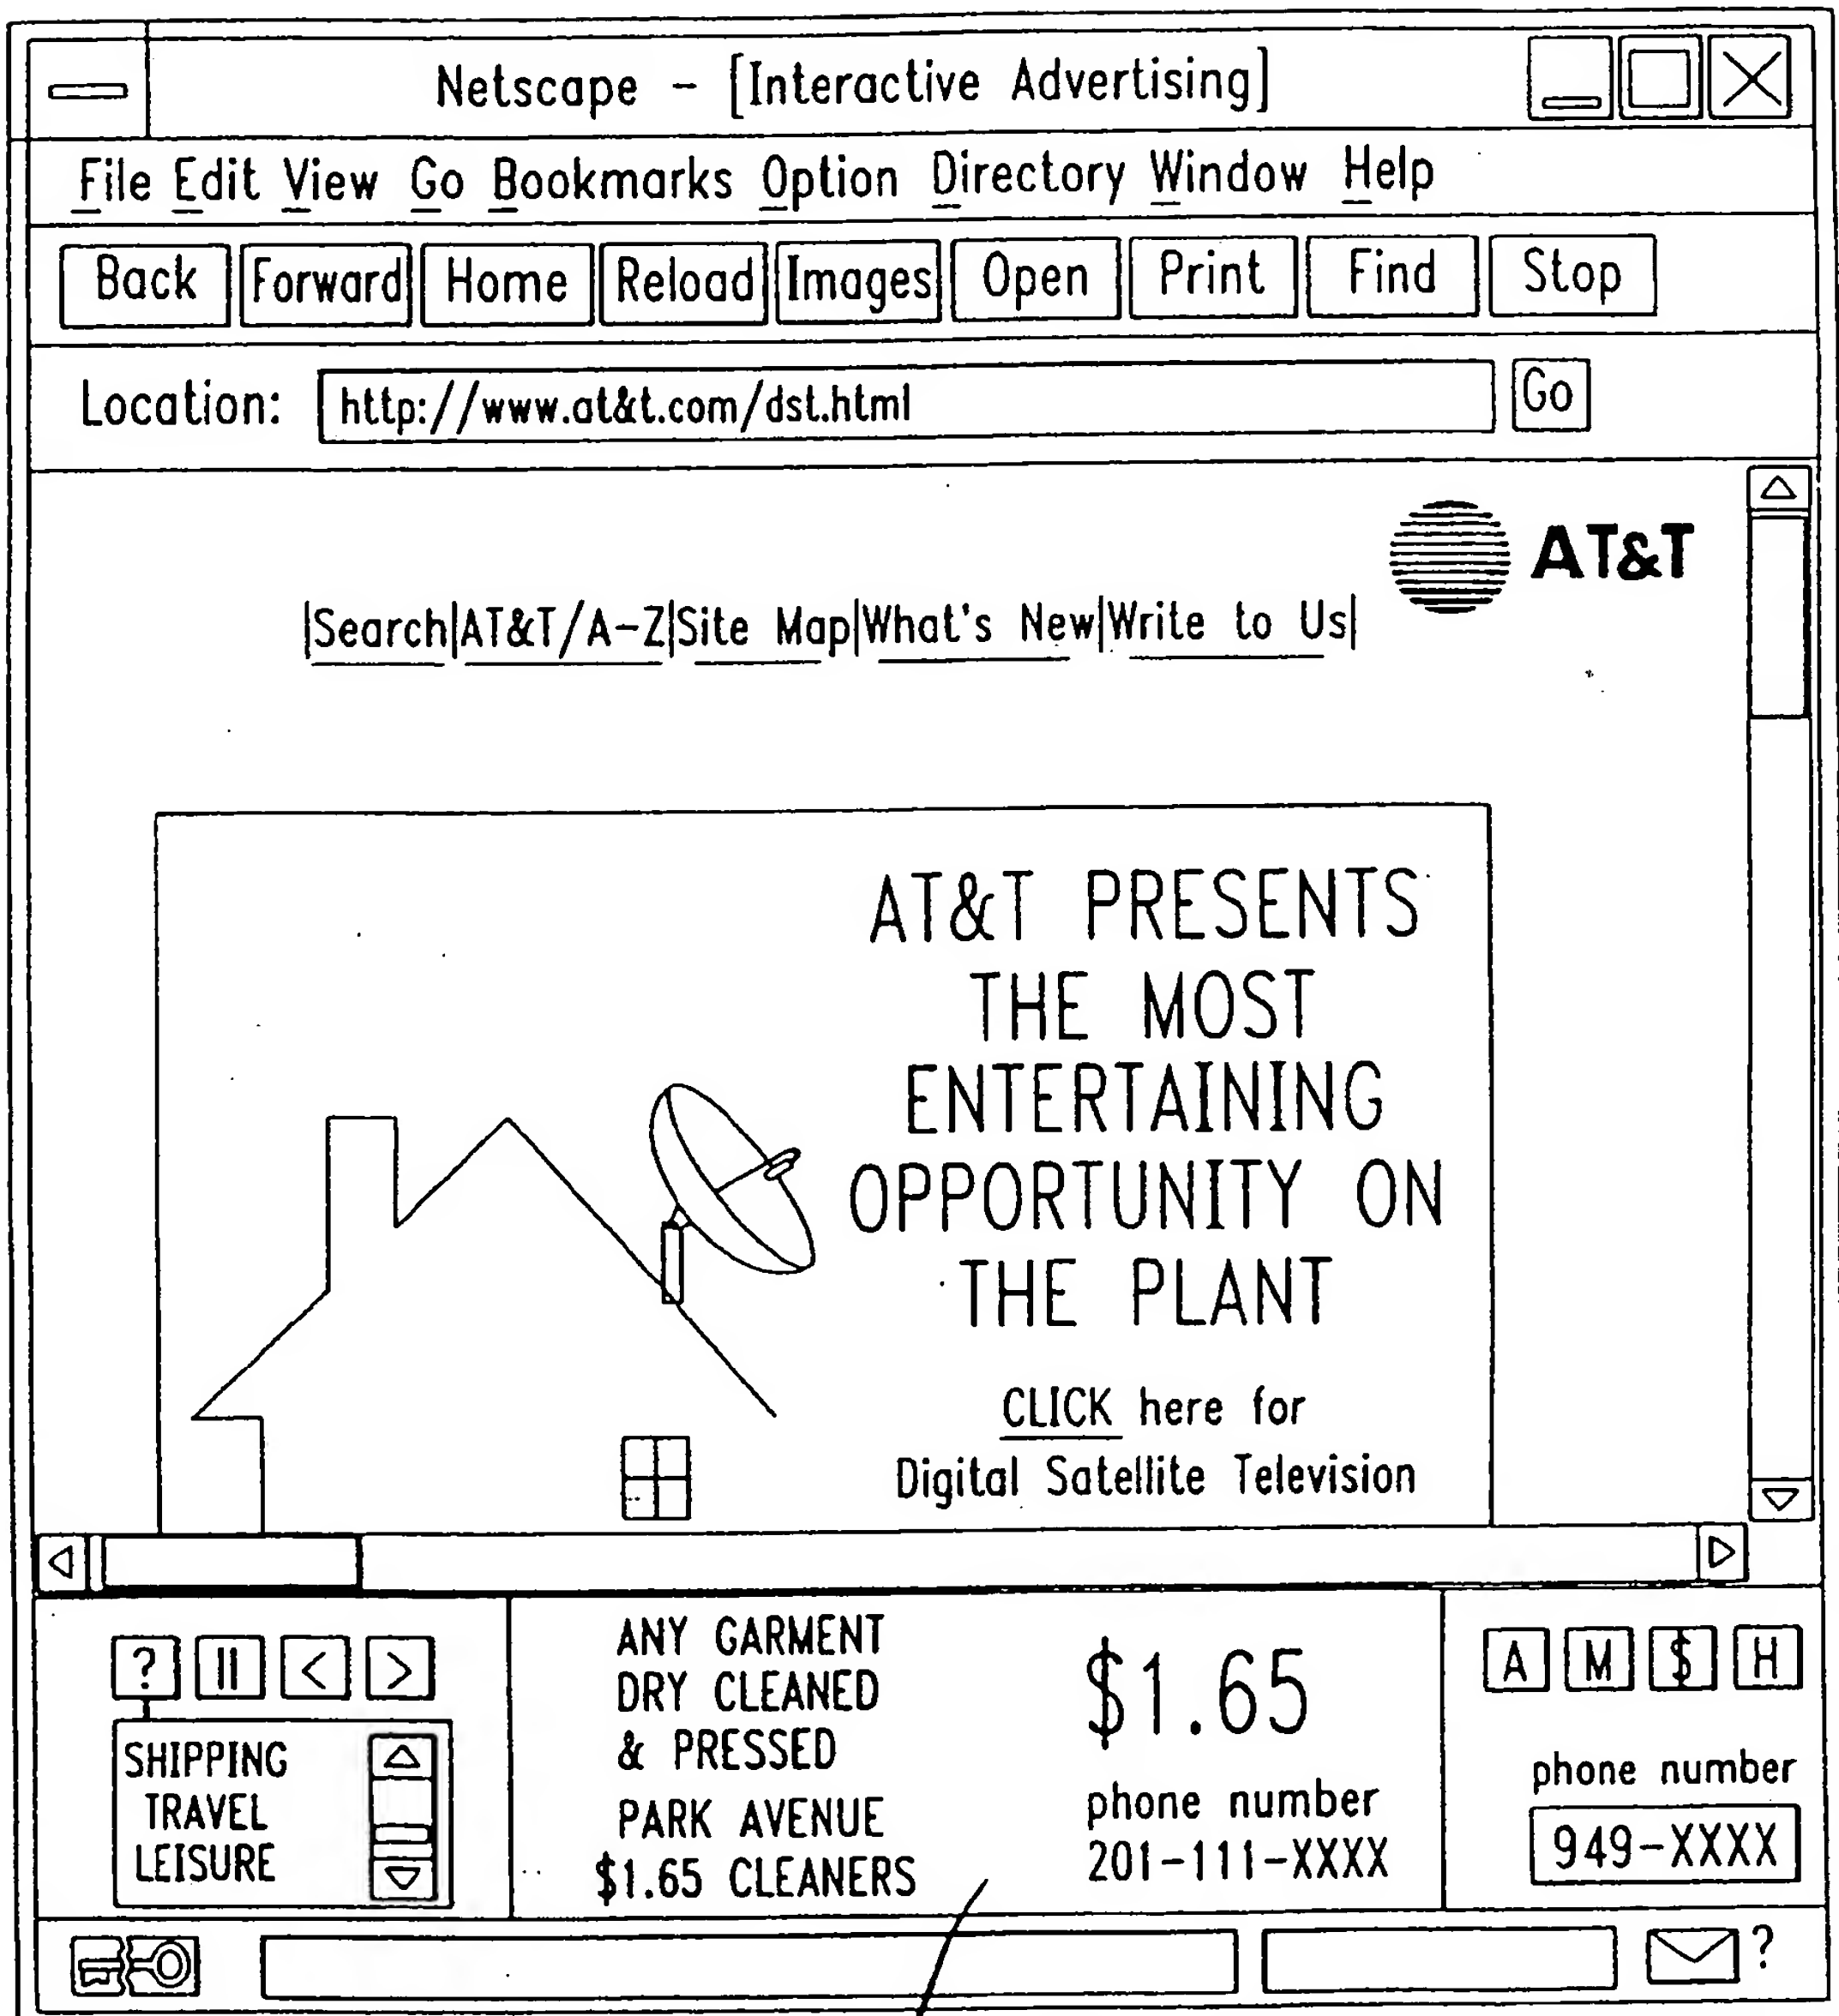 Netscape - [Interactive Advertising]
File Edit View Go Bookmarks Option Directory Window Help
Back Forward Home Reload Images Open Print Find Stop
Location: http://www.at&t.com/dst.html Go
AT&T
|Search|AT&T/A-Z|Site Map|What's New|Write to Us|
AT&T PRESENTS
THE MOST
ENTERTAINING
OPPORTUNITY ON
THE PLANT
CLICK here for
Digital Satellite Television
? || < >
SHIPPING
TRAVEL
LEISURE
ANY GARMENT
DRY CLEANED
& PRESSED
PARK AVENUE
$1.65 CLEANERS
$1.65
phone number
201-111-XXXX
A M $ H
phone number
949-XXXX
?